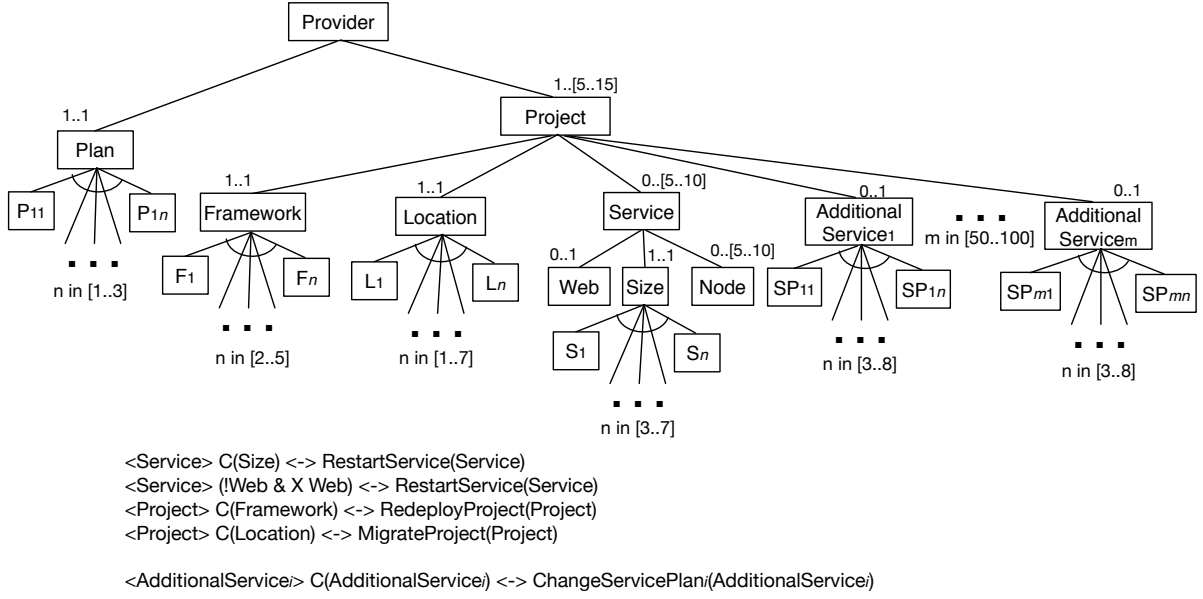 Provider
1..[5..15]
1..1
Project
Plan
1..1
1..1
0..[5..10]
0..1
0..1
P11
P1n
Framework
Location
Service
Additional
Service1
m in [50..100]
Additional
Servicem
n in [1..3]
F1
Fn
L1
Ln
0..1
1..1
0..[5..10]
Web
Size
Node
SP11
SP1n
SPm1
SPmn
n in [2..5]
n in [1..7]
S1
Sn
n in [3..8]
n in [3..8]
n in [3..7]
<Service> C(Size) <-> RestartService(Service)
<Service> (!Web & X Web) <-> RestartService(Service)
<Project> C(Framework) <-> RedeployProject(Project)
<Project> C(Location) <-> MigrateProject(Project)
<AdditionalServicei> C(AdditionalServicei) <-> ChangeServicePlani(AdditionalServicei)